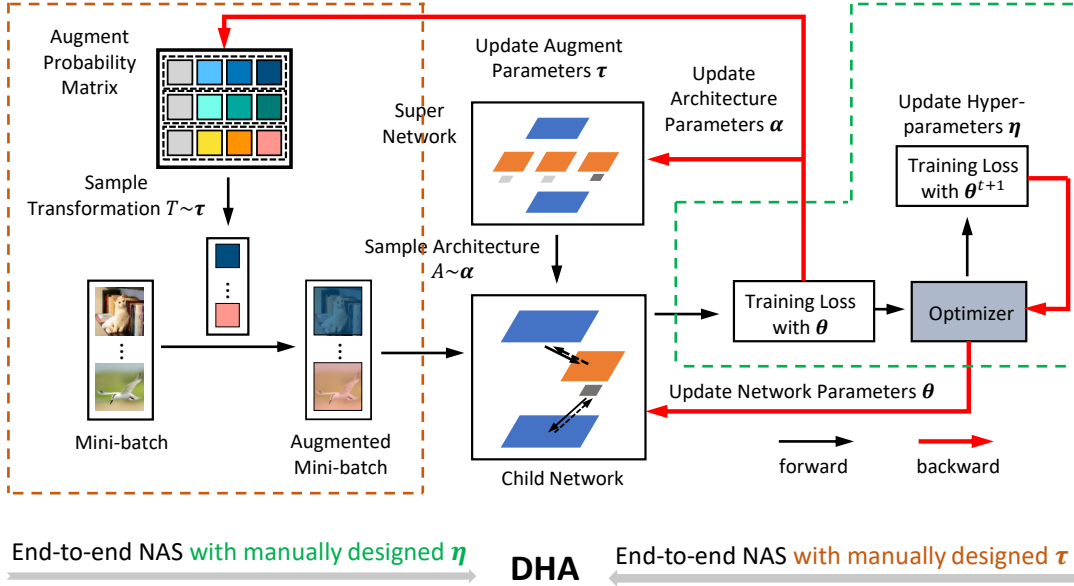 Augment
Probability
Matrix
Update Augment
Parameters τ
Update
Architecture
Parameters α
Super
Network
Update Hyper-
parameters η
Training Loss
with θ^{t+1}
Sample
Transformation T~τ
Sample Architecture
A~α
Training Loss
with θ
Optimizer
Update Network Parameters θ
Mini-batch
Augmented
Mini-batch
Child Network
forward
backward
End-to-end NAS with manually designed η
DHA
End-to-end NAS with manually designed τ